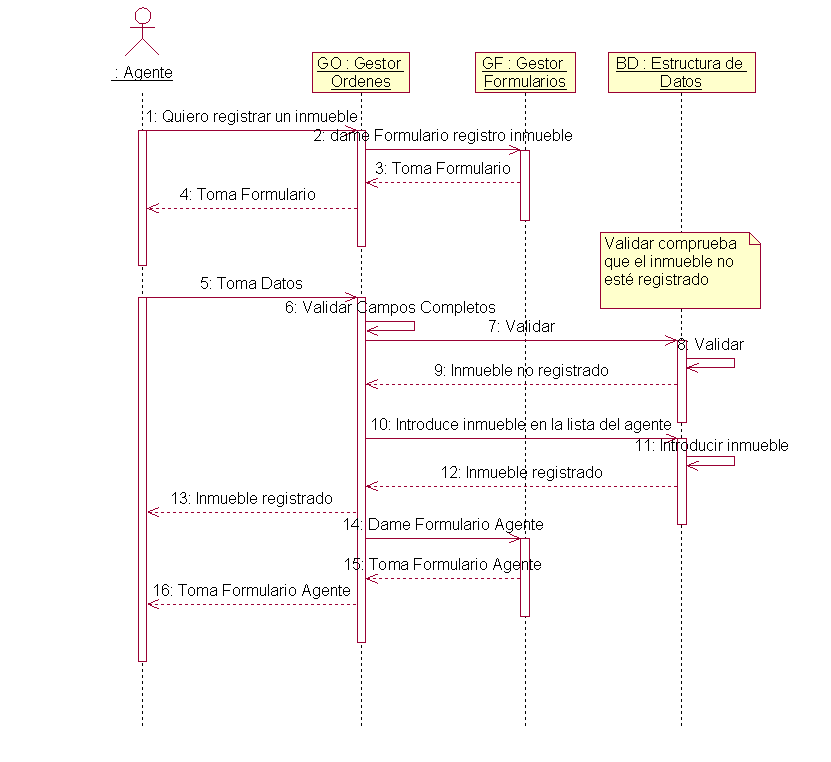 : Agente
GO : Gestor
Ordenes
GF : Gestor
Formularios
BD : Estructura de
Datos
1: Quiero registrar un inmueble
2: dame Formulario registro inmueble
3: Toma Formulario
4: Toma Formulario
Validar comprueba
que el inmueble no
esté registrado
5: Toma Datos
6: Validar Campos Completos
7: Validar
8: Validar
9: Inmueble no registrado
10: Introduce inmueble en la lista del agente
11: Introducir inmueble
12: Inmueble registrado
13: Inmueble registrado
14: Dame Formulario Agente
15: Toma Formulario Agente
16: Toma Formulario Agente